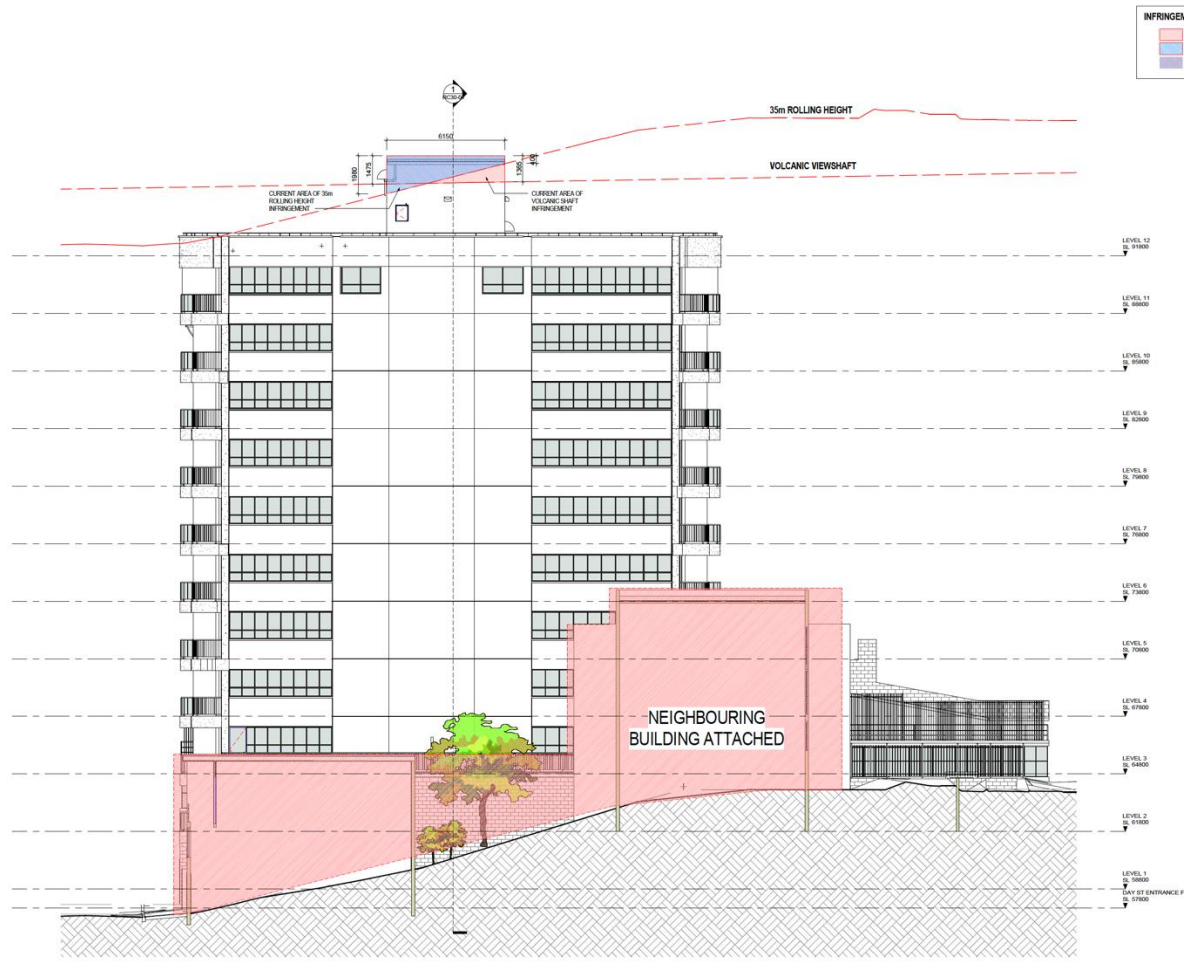 INFRINGEM
1
35m ROLLING HEIGHT
6150
1980
1475
1365
400
VOLCANIC VIEWSHAFT
CURRENT AREA OF 35m
ROLLING HEIGHT
INFRINGEMENT
CURRENT AREA OF
VOLCANIC SHAFT
INFRINGEMENT
LEVEL 12
SL 91800
LEVEL 11
SL 88800
LEVEL 10
SL 85800
LEVEL 9
SL 82800
LEVEL 8
SL 79800
LEVEL 7
SL 76800
LEVEL 6
SL 73800
LEVEL 5
SL 70800
LEVEL 4
SL 67800
NEIGHBOURING
BUILDING ATTACHED
LEVEL 3
SL 64800
LEVEL 2
SL 61800
LEVEL 1
SL 58800
DAY ST ENTRANCE F
SL 57800